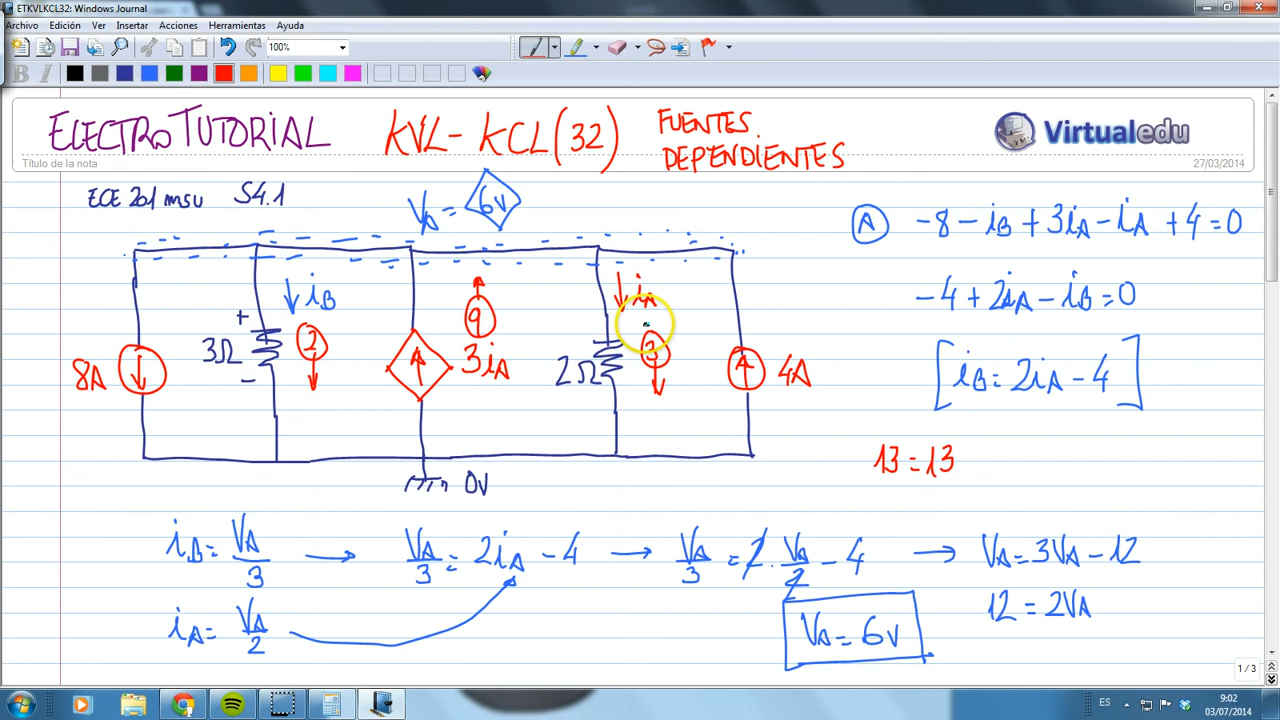 ETKVLKCL32: Windows Journal
Archivo Edición Ver Insertar Acciones Herramientas Ayuda
100%
B I
ELECTROTUTORIAL KVL-KCL(32) FUENTES.
DEPENDIENTES
Virtualedu
Título de la nota
27/03/2014
ECE 201 msu S4.1
VA = 6v
iB
iA
+
3Ω
-
8A
2
9
3iA
2Ω
3
4A
0V
A -8 - iB + 3iA - iA + 4 = 0
-4 + 2iA - iB = 0
[iB = 2iA - 4]
13 = 13
iB = VA/3 → VA/3 = 2iA - 4 → VA/3 = 2 · VA/2 - 4 → VA = 3VA - 12
iA = VA/2
12 = 2VA
VA = 6v
1/3
ES
9:02
03/07/2014